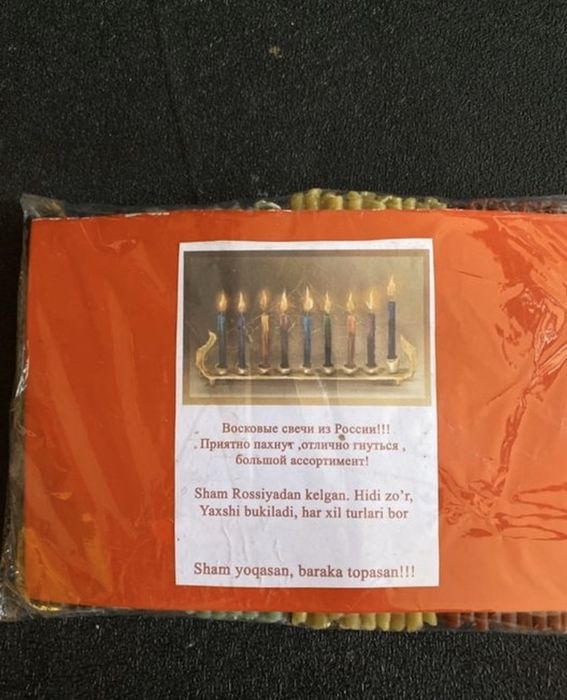 Восковые свечи из России!!!
Приятно пахнут ,отлично гнуться ,
большой ассортимент!
Sham Rossiyadan kelgan. Hidi zo’r,
Yaxshi bukiladi, har xil turlari bor
Sham yoqasan, baraka topasan!!!